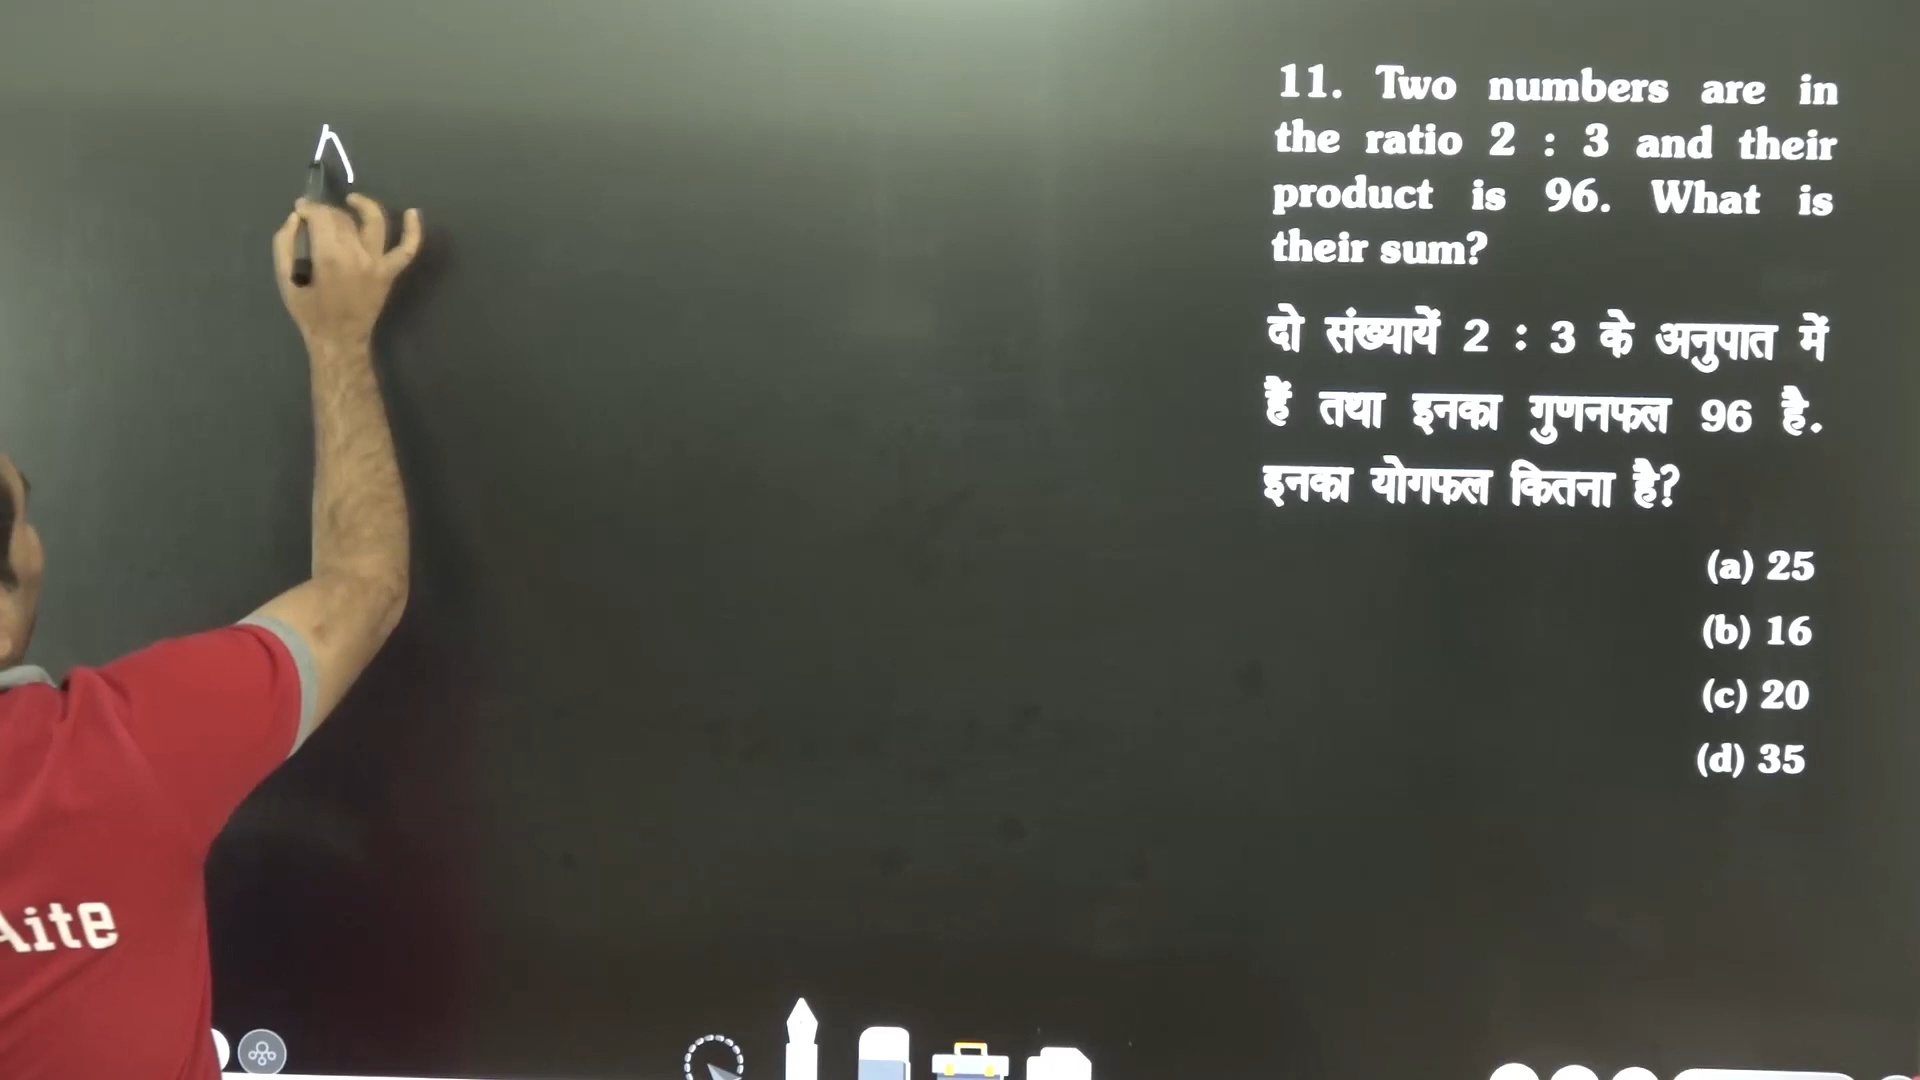 11. Two numbers are in
the ratio 2 : 3 and their
product is 96. What is
their sum?
दो संख्यायें 2 : 3 के अनुपात में
हैं तथा इनका गुणनफल 96 है.
इनका योगफल कितना है?
(a) 25
(b) 16
(c) 20
(d) 35
Aite